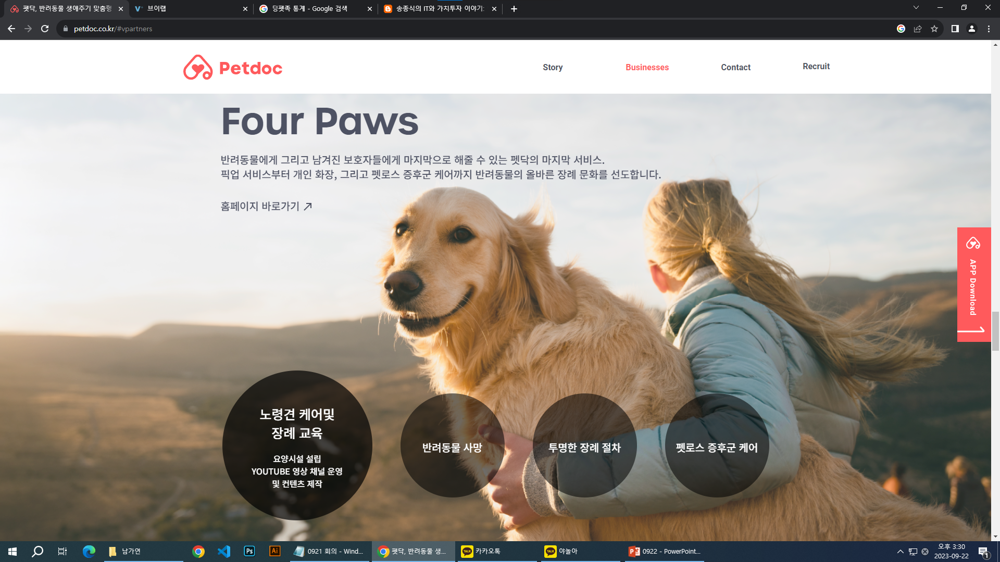 펫닥, 반려동물 생애주기 맞춤형
브이랩
딩펫족 통계 - Google 검색
송종식의 IT와 가치투자 이야기:
petdoc.co.kr/#vpartners
Petdoc
Story
Businesses
Contact
Recruit
Four Paws
반려동물에게 그리고 남겨진 보호자들에게 마지막으로 해줄 수 있는 펫닥의 마지막 서비스.
픽업 서비스부터 개인 화장, 그리고 펫로스 증후군 케어까지 반려동물의 올바른 장례 문화를 선도합니다.
홈페이지 바로가기
APP Download
노령견 케어및
장례 교육
요양시설 설립
YOUTUBE 영상 채널 운영
및 컨텐츠 제작
반려동물 사망
투명한 장례 절차
펫로스 증후군 케어
남가연
Ps
Ai
0921 회의 - Wind...
펫닥, 반려동물 생...
TALK
카카오톡
TALK
야놀아
0922 - PowerPoint...
오후 3:30
2023-09-22
1